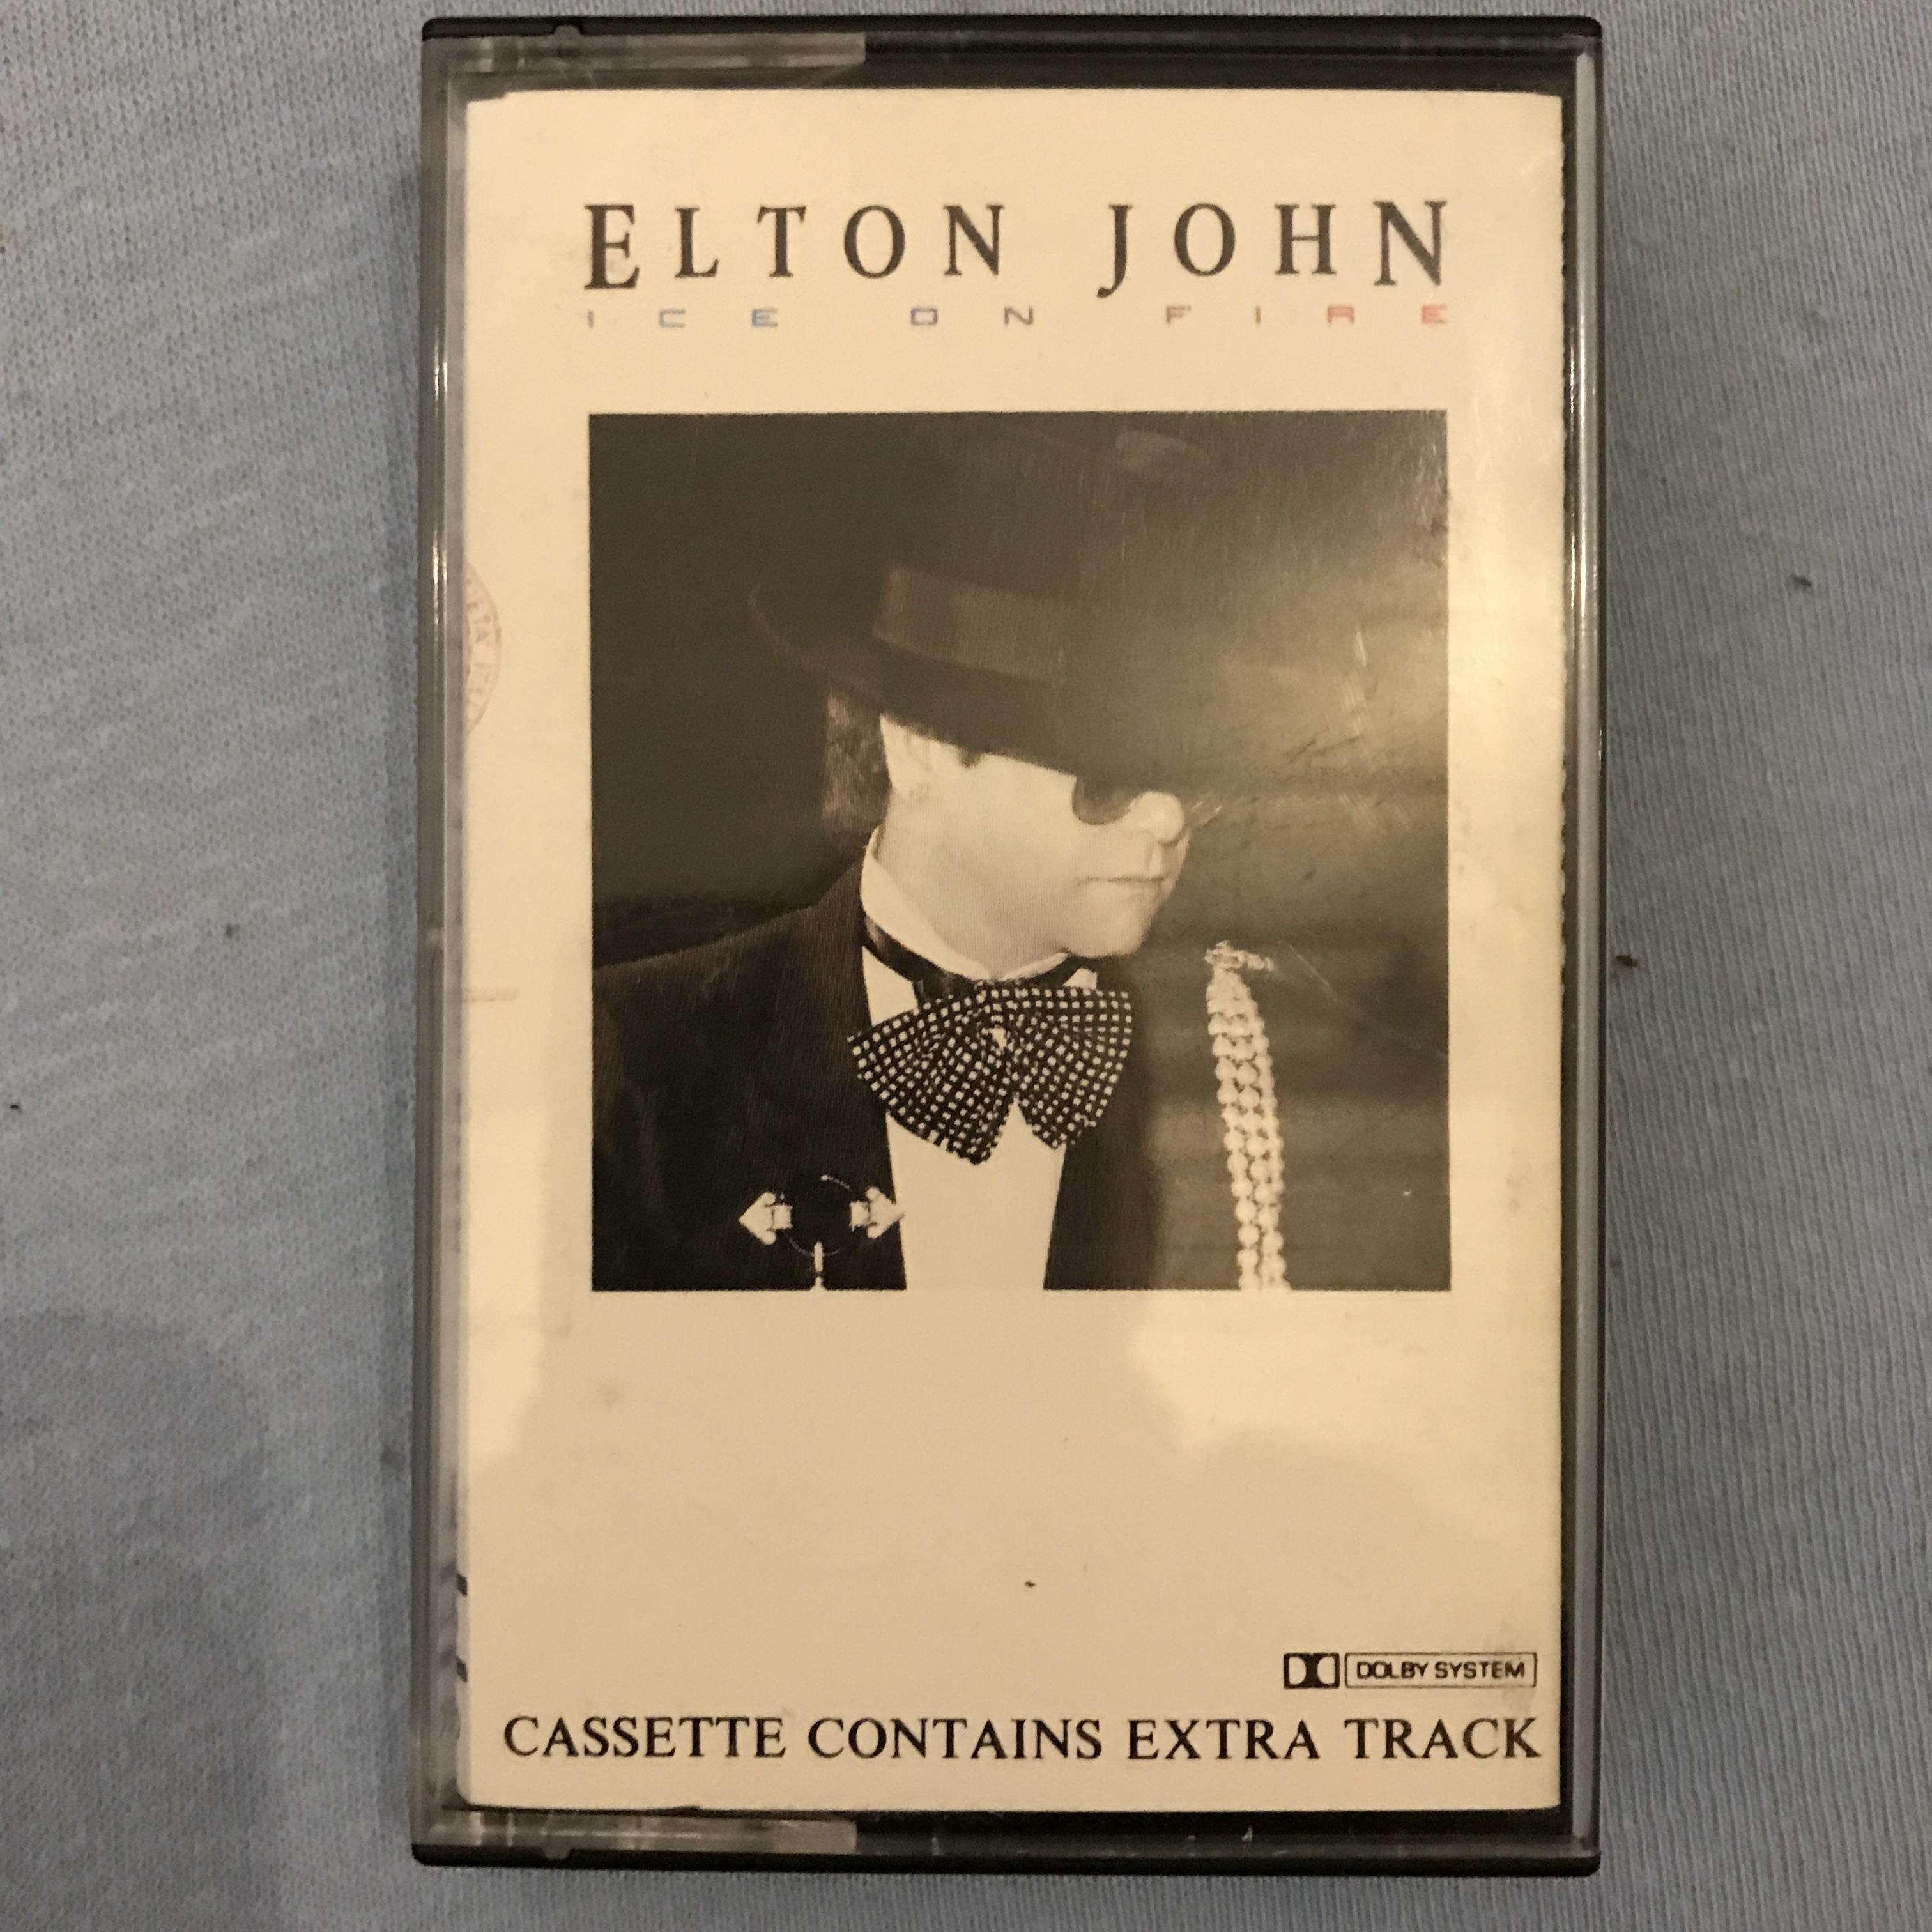 ELTON JOHN
ICE ON FIRE
DOLBY SYSTEM
CASSETTE CONTAINS EXTRA TRACK